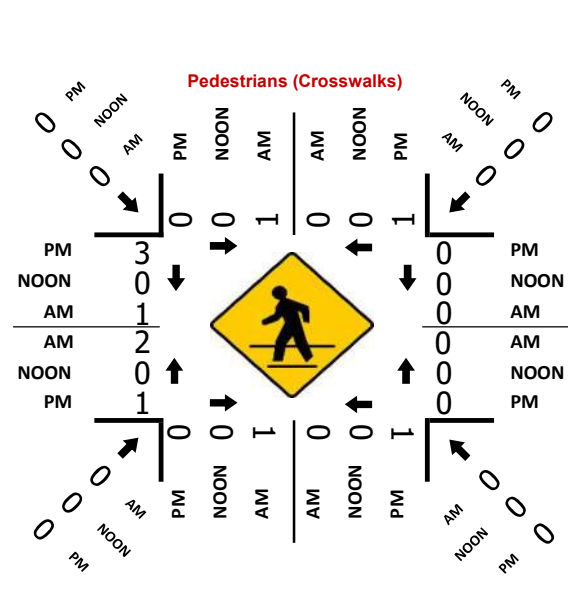 Pedestrians (Crosswalks)
PM NOON AM
0 0 0
PM NOON AM AM NOON PM
PM NOON AM
0 0 0
0 0 1 0 0 1
PM 3 0 PM
NOON 0 0 NOON
AM 1 0 AM
AM 2 0 AM
NOON 0 0 NOON
PM 1 0 PM
0 0 1 0 0 1
0 0 0
AM NOON PM
PM NOON AM AM NOON PM
0 0 0
AM NOON PM